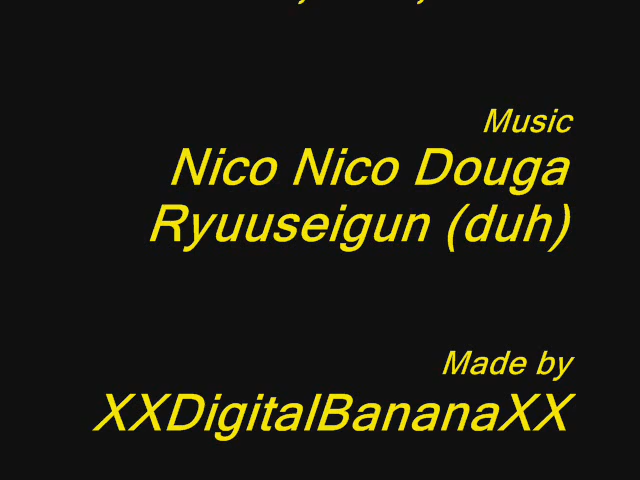 Music
Nico Nico Douga
Ryuuseigun (duh)
Made by
XXDigitalBananaXX